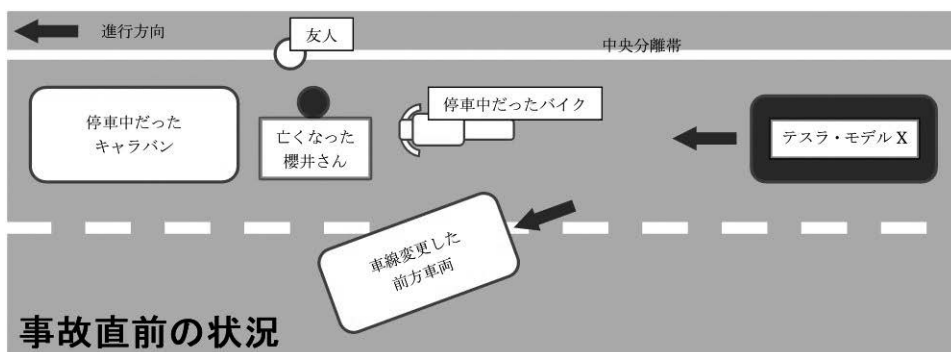 進行方向
友人
中央分離帯
停車中だった
キャラバン
亡くなった
櫻井さん
停車中だったバイク
テスラ・モデルX
車線変更した
前方車両
事故直前の状況